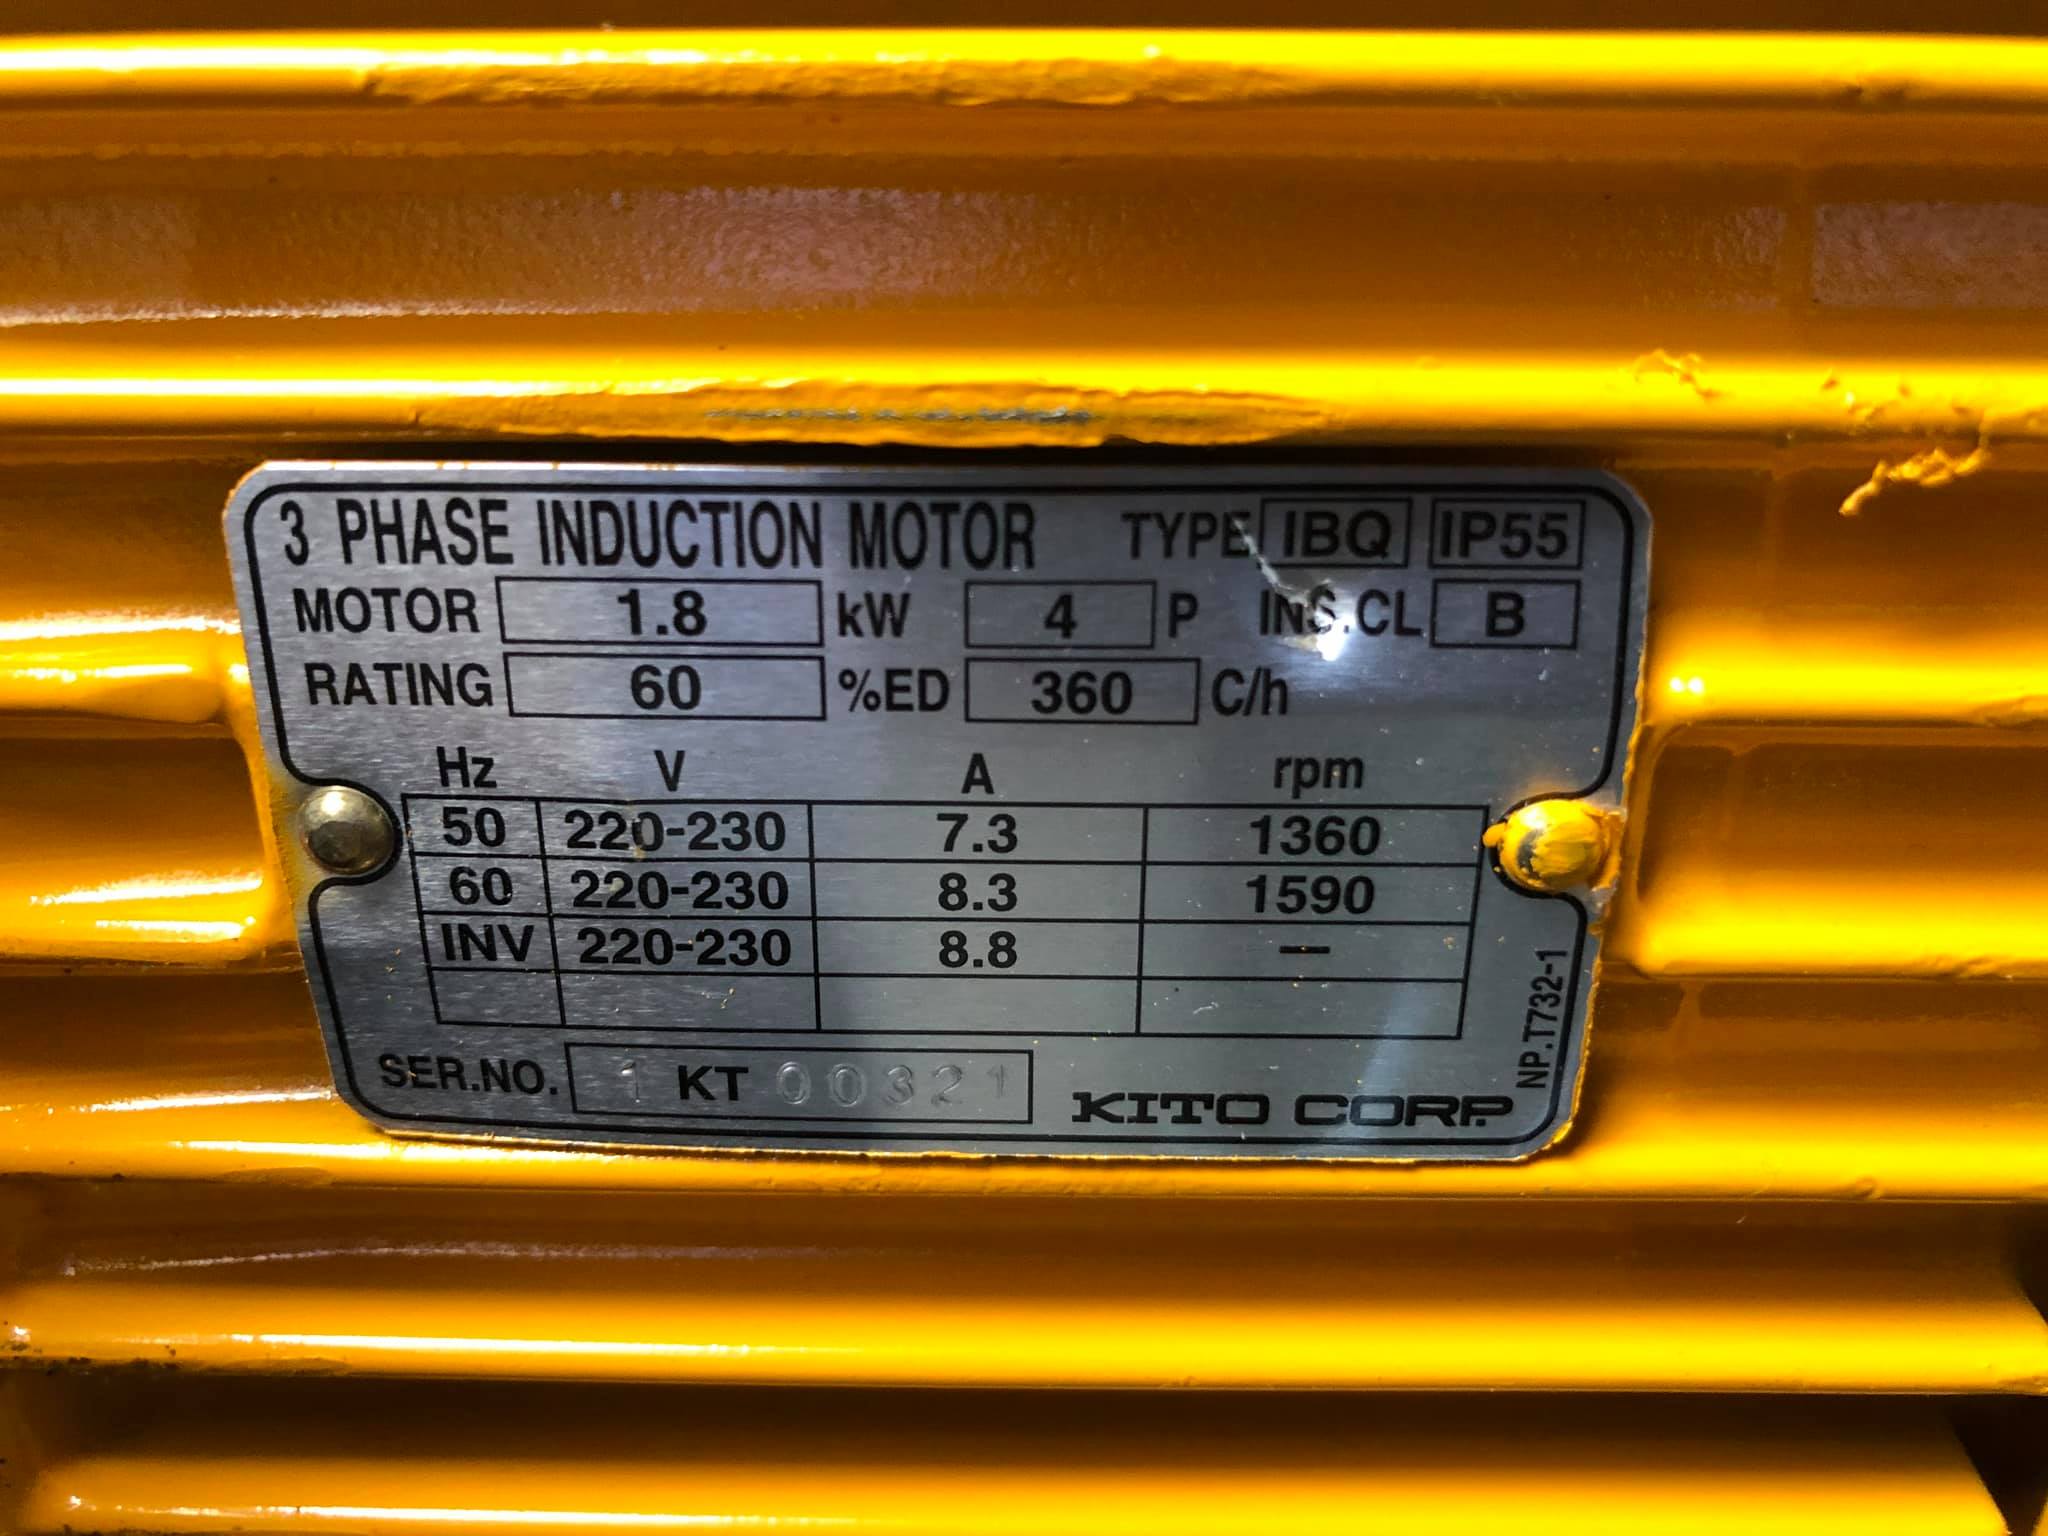 3 PHASE INDUCTION MOTOR TYPE IBQ IP55
MOTOR 1.8 kW 4 P INS.CL B
RATING 60 %ED 360 C/h
Hz V A rpm
50 220-230 7.3 1360
60 220-230 8.3 1590
INV 220-230 8.8 —
SER.NO. 1 KT 00321
KITO CORP.
NP.T732-1